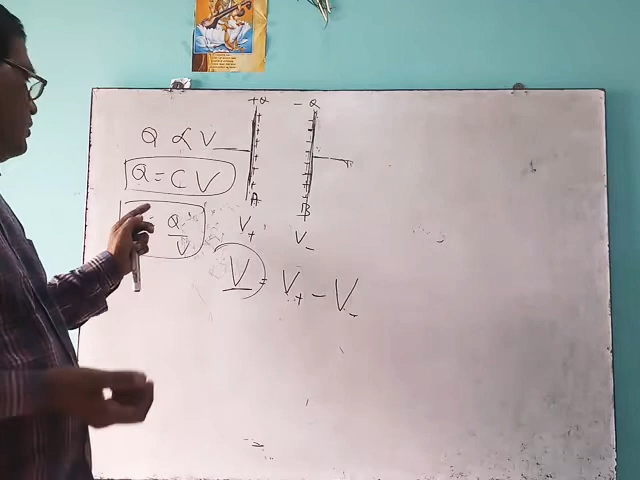 +Q -Q
Q ∝ V
Q = CV
A B
Q/V
V₊ V₋
V = V₊ - V₋